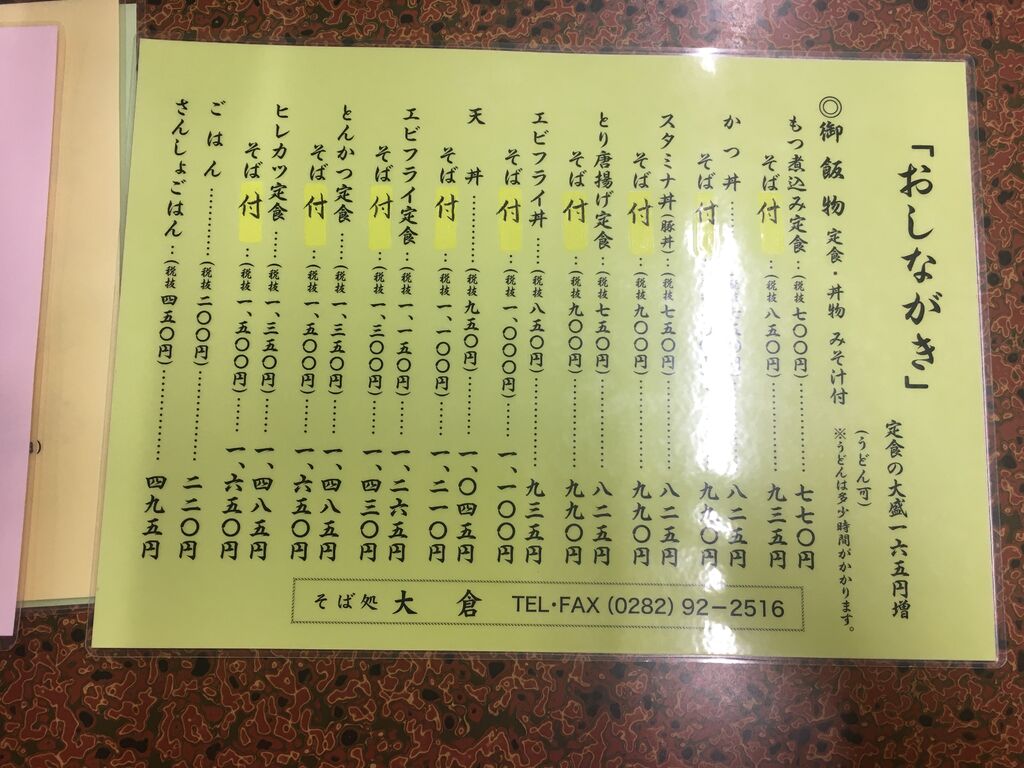 「おしながき」
定食の大盛一六五円増
◎御飯物 定食・丼物 みそ汁付
(うどん可)
※うどんは多少時間がかかります。
もつ煮込み定食‥(税抜 七〇〇円)‥‥‥ 七七〇円
そば付‥(税抜 八五〇円)‥‥‥ 九三五円
かつ丼‥‥‥ 七五〇円)‥‥‥ 八二五円
そば付 九九〇円
スタミナ丼(豚丼)‥(税抜 七五〇円)‥‥‥ 八二五円
そば付‥(税抜 九〇〇円)‥‥‥ 九九〇円
とり唐揚げ定食‥(税抜 七五〇円)‥‥‥ 八二五円
そば付‥(税抜 九〇〇円)‥‥‥ 九九〇円
エビフライ丼‥‥(税抜 八五〇円)‥‥‥ 九三五円
そば付‥(税抜 一、〇〇〇円)‥‥‥ 一、一〇〇円
天丼‥‥‥(税抜 九五〇円)‥‥‥ 一、〇四五円
そば付‥(税抜 一、一〇〇円)‥‥‥ 一、二一〇円
エビフライ定食‥(税抜 一、一五〇円)‥‥‥ 一、二六五円
そば付‥(税抜 一、三〇〇円)‥‥‥ 一、四三〇円
とんかつ定食‥‥(税抜 一、三五〇円)‥‥‥ 一、四八五円
そば付‥(税抜 一、五〇〇円)‥‥‥ 一、六五〇円
ヒレカツ定食‥‥(税抜 一、三五〇円)‥‥‥ 一、四八五円
そば付‥(税抜 一、五〇〇円)‥‥‥ 一、六五〇円
ごはん‥‥‥(税抜 二〇〇円)‥‥‥ 二二〇円
さんしょごはん‥(税抜 四五〇円)‥‥‥ 四九五円
そば処 大倉 TEL・FAX (0282) 92−2516